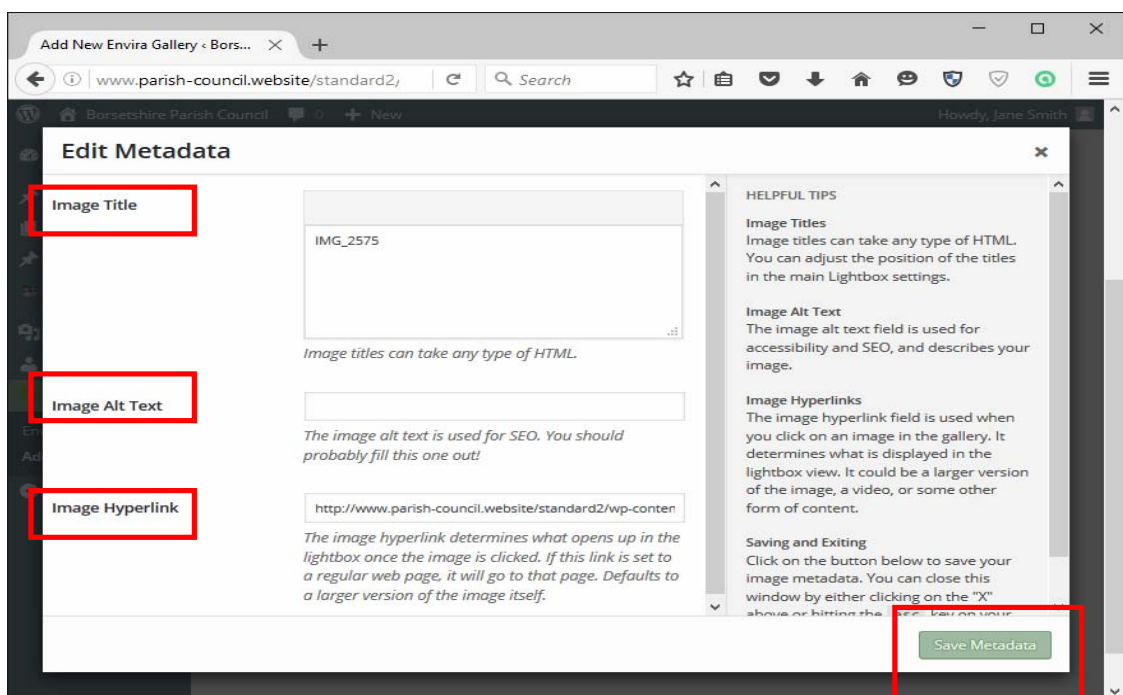 Add New Envira Gallery ‹ Bors...
www.parish-council.website/standard2/
Search
Borsetshire Parish Council 0 New
Howdy, Jane Smith
Edit Metadata
Image Title
IMG_2575
Image titles can take any type of HTML.
Image Alt Text
The image alt text is used for SEO. You should
probably fill this one out!
Image Hyperlink
http://www.parish-council.website/standard2/wp-conten
The image hyperlink determines what opens up in the
lightbox once the image is clicked. If this link is set to
a regular web page, it will go to that page. Defaults to
a larger version of the image itself.
HELPFUL TIPS
Image Titles
Image titles can take any type of HTML.
You can adjust the position of the titles
in the main Lightbox settings.
Image Alt Text
The image alt text field is used for
accessibility and SEO, and describes your
image.
Image Hyperlinks
The image hyperlink field is used when
you click on an image in the gallery. It
determines what is displayed in the
lightbox view. It could be a larger version
of the image, a video, or some other
form of content.
Saving and Exiting
Click on the button below to save your
image metadata. You can close this
window by either clicking on the "X"
above or hitting the esc key on your
Save Metadata
En
Ad